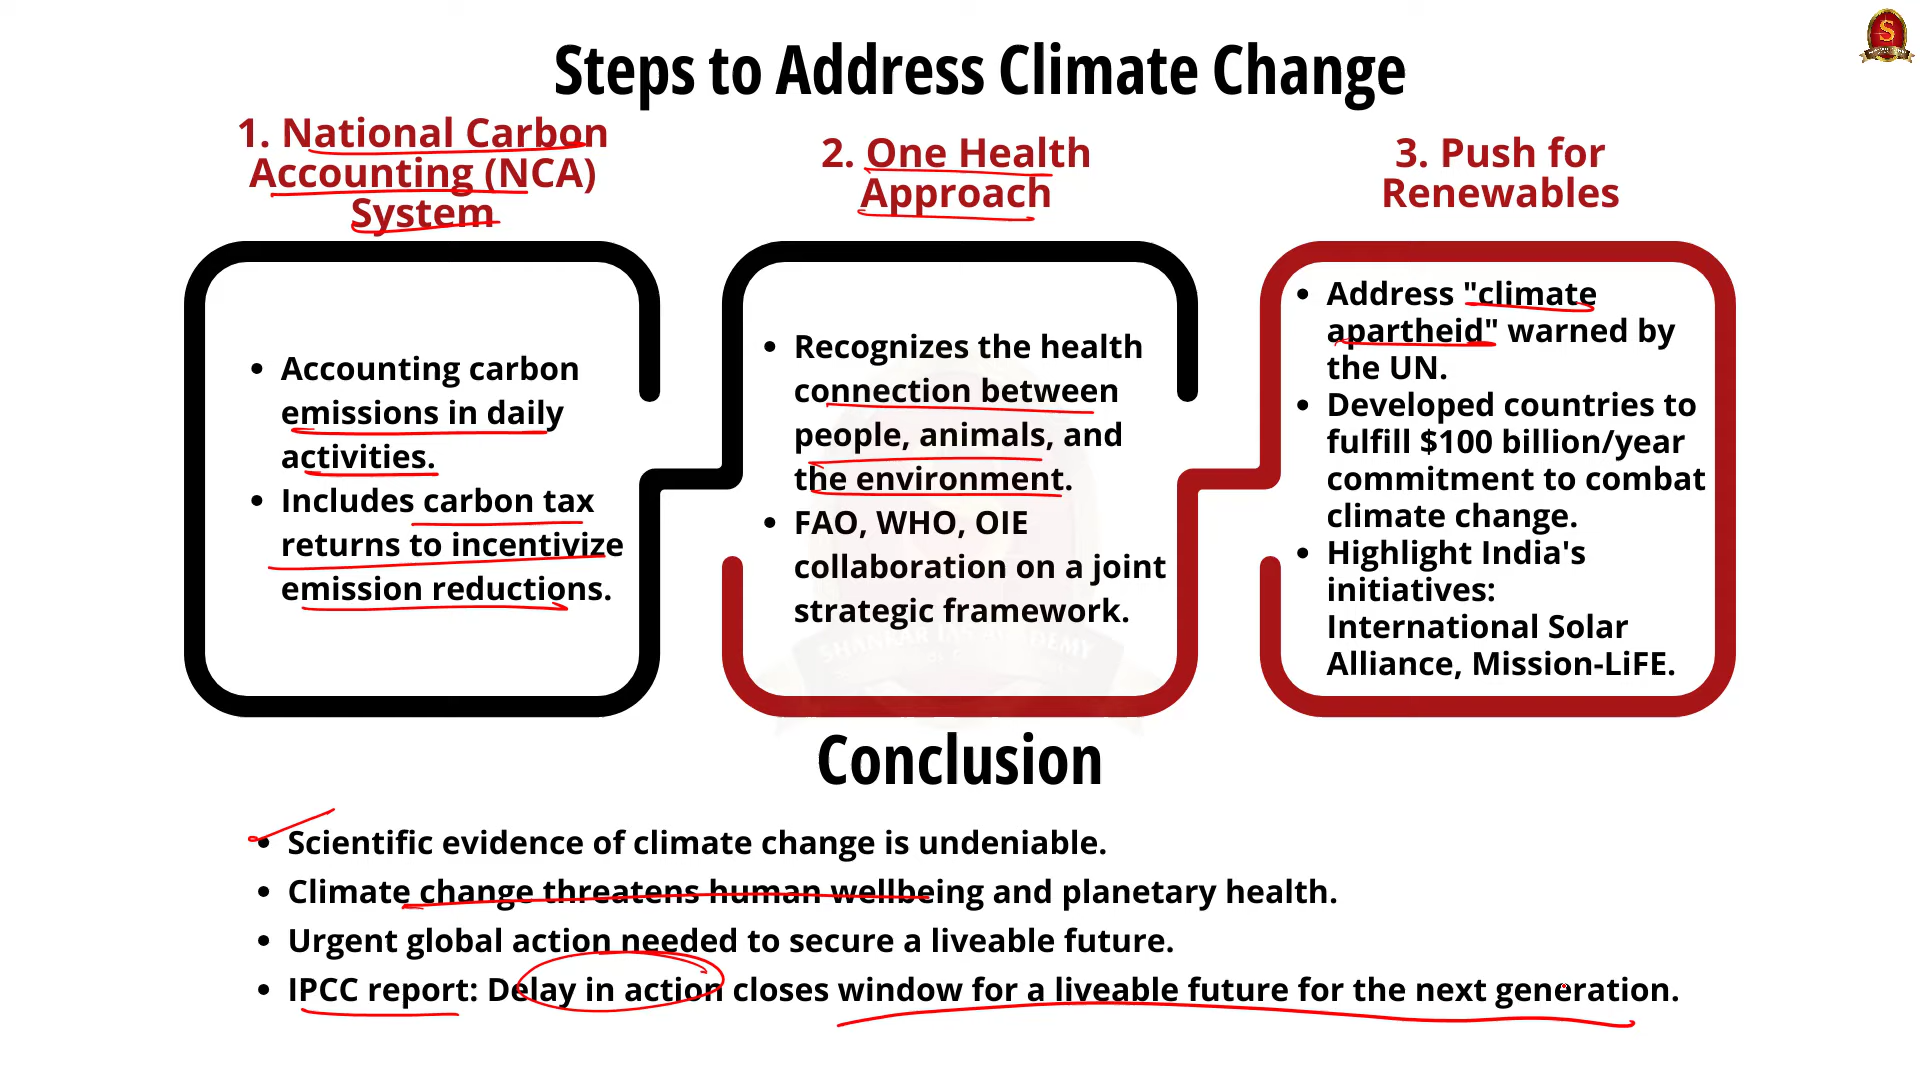 Steps to Address Climate Change
1. National Carbon
Accounting (NCA)
System
2. One Health
Approach
3. Push for
Renewables
• Accounting carbon
emissions in daily
activities.
• Includes carbon tax
returns to incentivize
emission reductions.
• Recognizes the health
connection between
people, animals, and
the environment.
• FAO, WHO, OIE
collaboration on a joint
strategic framework.
• Address "climate
apartheid" warned by
the UN.
• Developed countries to
fulfill $100 billion/year
commitment to combat
climate change.
• Highlight India's
initiatives:
International Solar
Alliance, Mission-LiFE.
SHANKAR IAS ACADEMY
Conclusion
• Scientific evidence of climate change is undeniable.
• Climate change threatens human wellbeing and planetary health.
• Urgent global action needed to secure a liveable future.
• IPCC report: Delay in action closes window for a liveable future for the next generation.